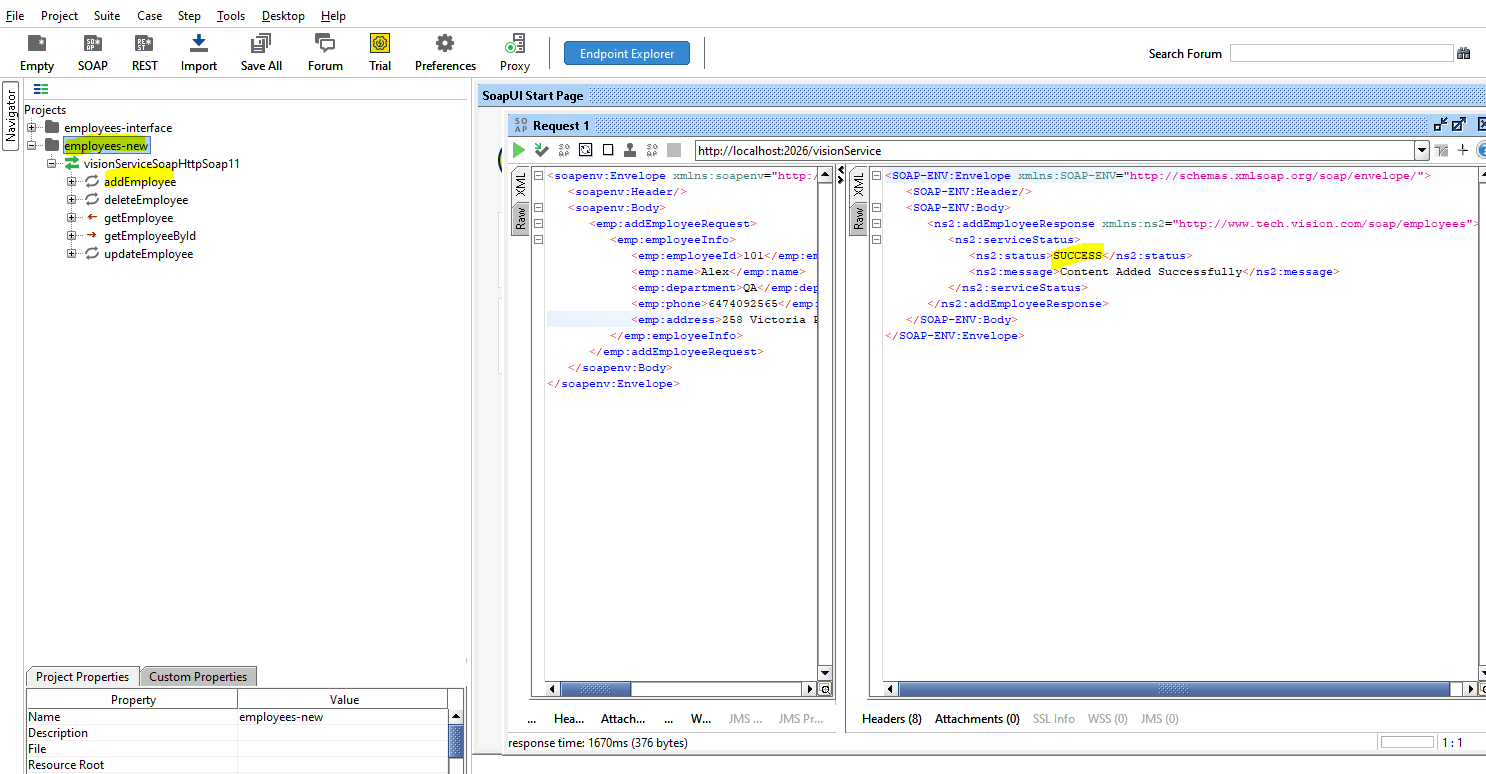 File Project Suite Case Step Tools Desktop Help
Empty SOAP REST Import Save All Forum Trial Preferences Proxy Endpoint Explorer Search Forum
Navigator
Projects
employees-interface
employees-new
visionServiceSoapHttpSoap11
addEmployee
deleteEmployee
getEmployee
getEmployeeById
updateEmployee
Project Properties Custom Properties
Property Value
Name employees-new
Description
File
Resource Root
SoapUI Start Page
Request 1
http://localhost:2026/visionService
XML
Raw
<soapenv:Envelope xmlns:soapenv="http:/
<soapenv:Header/>
<soapenv:Body>
<emp:addEmployeeRequest>
<emp:employeeInfo>
<emp:employeeId>101</emp:em
<emp:name>Alex</emp:name>
<emp:department>QA</emp:dep
<emp:phone>6474092565</emp:
<emp:address>258 Victoria P
</emp:employeeInfo>
</emp:addEmployeeRequest>
</soapenv:Body>
</soapenv:Envelope>
... Hea... Attach... ... W... JMS ... JMS Pr...
XML
Raw
<SOAP-ENV:Envelope xmlns:SOAP-ENV="http://schemas.xmlsoap.org/soap/envelope/">
<SOAP-ENV:Header/>
<SOAP-ENV:Body>
<ns2:addEmployeeResponse xmlns:ns2="http://www.tech.vision.com/soap/employees">
<ns2:serviceStatus>
<ns2:status>SUCCESS</ns2:status>
<ns2:message>Content Added Successfully</ns2:message>
</ns2:serviceStatus>
</ns2:addEmployeeResponse>
</SOAP-ENV:Body>
</SOAP-ENV:Envelope>
Headers (8) Attachments (0) SSL Info WSS (0) JMS (0)
response time: 1670ms (376 bytes)
1 : 1